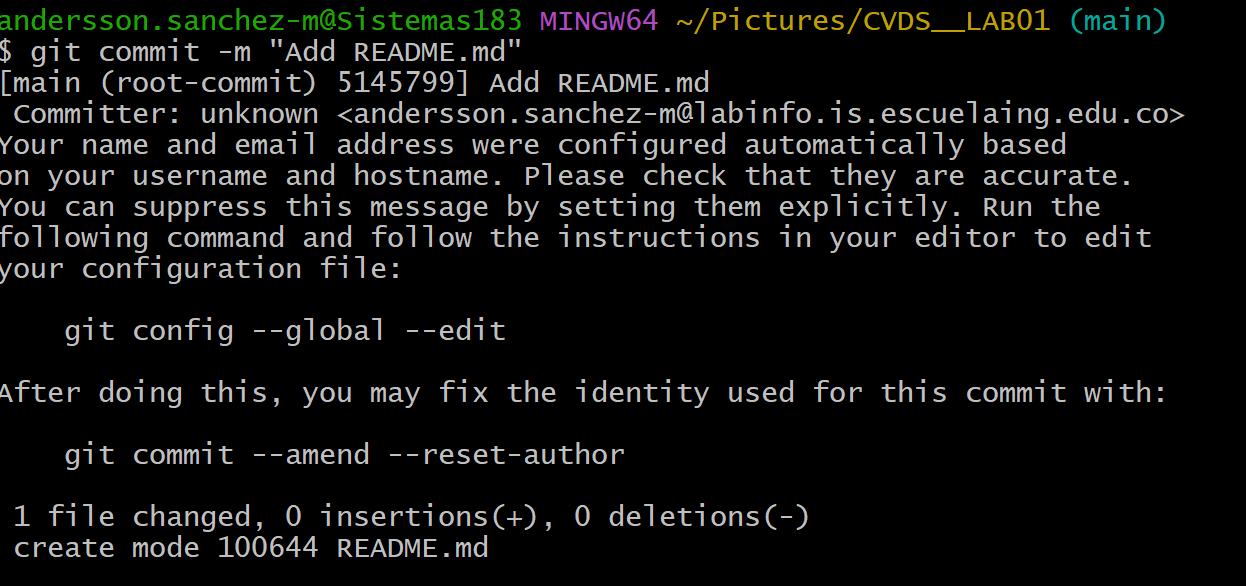 andersson.sanchez-m@Sistemas183 MINGW64 ~/Pictures/CVDS__LAB01 (main)
$ git commit -m "Add README.md"
[main (root-commit) 5145799] Add README.md
 Committer: unknown <andersson.sanchez-m@labinfo.is.escuelaing.edu.co>
Your name and email address were configured automatically based
on your username and hostname. Please check that they are accurate.
You can suppress this message by setting them explicitly. Run the
following command and follow the instructions in your editor to edit
your configuration file:

    git config --global --edit

After doing this, you may fix the identity used for this commit with:

    git commit --amend --reset-author

 1 file changed, 0 insertions(+), 0 deletions(-)
 create mode 100644 README.md